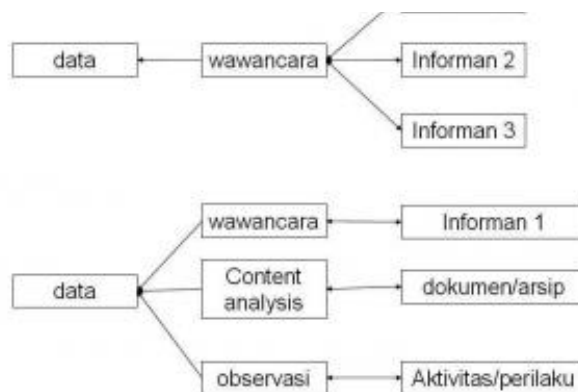 data
wawancara
Informan 2
Informan 3
wawancara
Informan 1
data
Content
analysis
dokumen/arsip
observasi
Aktivitas/perilaku